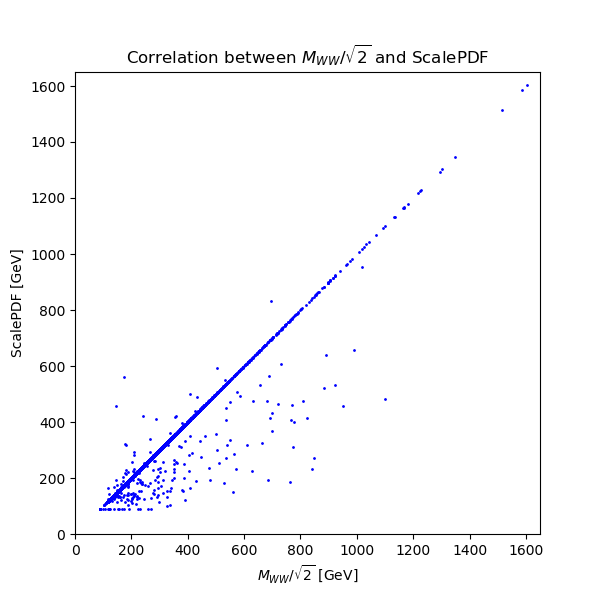 Correlation between $M_{WW}/\sqrt{2}$ and ScalePDF
ScalePDF [GeV]
1600
1400
1200
1000
800
600
400
200
0
0 200 400 600 800 1000 1200 1400 1600
$M_{WW}/\sqrt{2}$ [GeV]